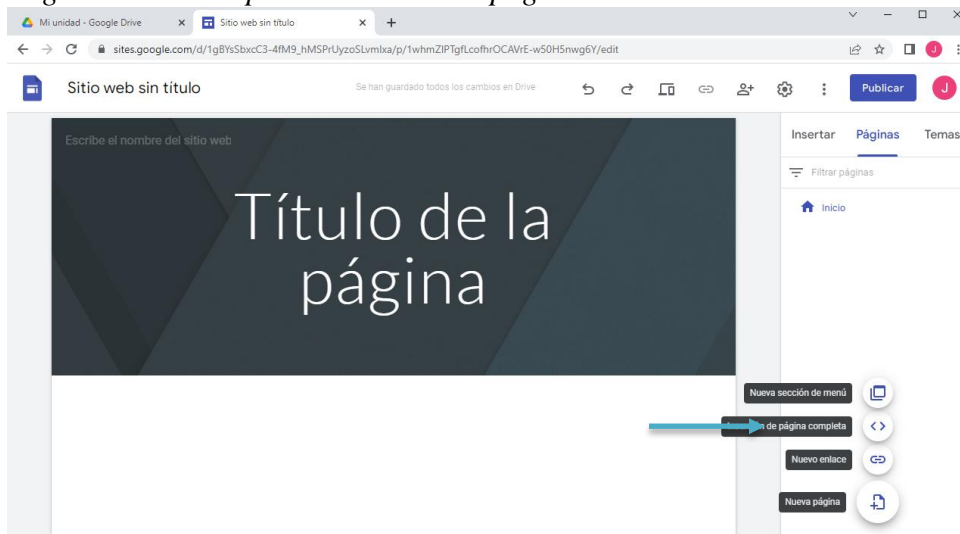 Mi unidad - Google Drive
Sitio web sin título
sites.google.com/d/1gBYsSbxcC3-4fM9_hMSPrUyzoSLvmlxa/p/1whmZIPTgfLcofhrOCAVrE-w50H5nwg6Y/edit
J
Sitio web sin título
Se han guardado todos los cambios en Drive
Publicar
J
Escribe el nombre del sitio web
Insertar Páginas Temas
Filtrar páginas
Inicio
Título de la
página
Nueva sección de menú
de página completa
Nuevo enlace
Nueva página